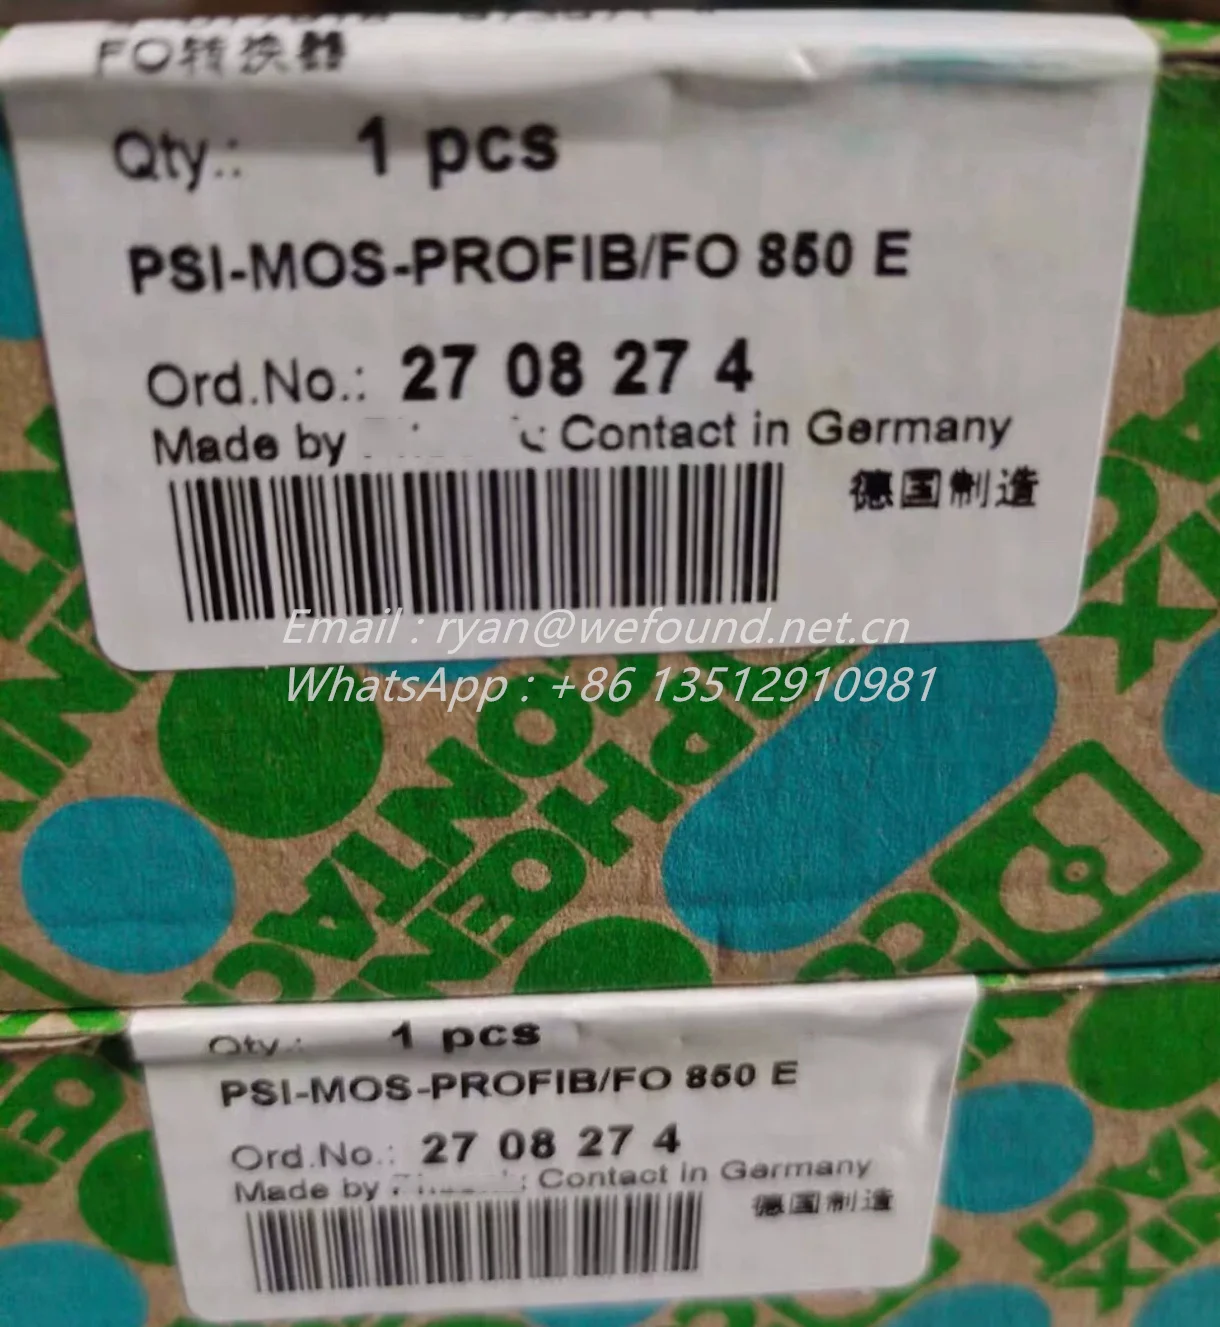 FO转换器
Qty.: 1 pcs
PSI-MOS-PROFIB/FO 850 E
Ord.No.: 27 08 27 4
Made by Contact in Germany
德国制造
Email : ryan@wefound.net.cn
WhatsApp : +86 13512910981
PHOENIX
CONTACT
Qty.: 1 pcs
PSI-MOS-PROFIB/FO 850 E
Ord.No.: 27 08 27 4
Made by Contact in Germany
德国制造